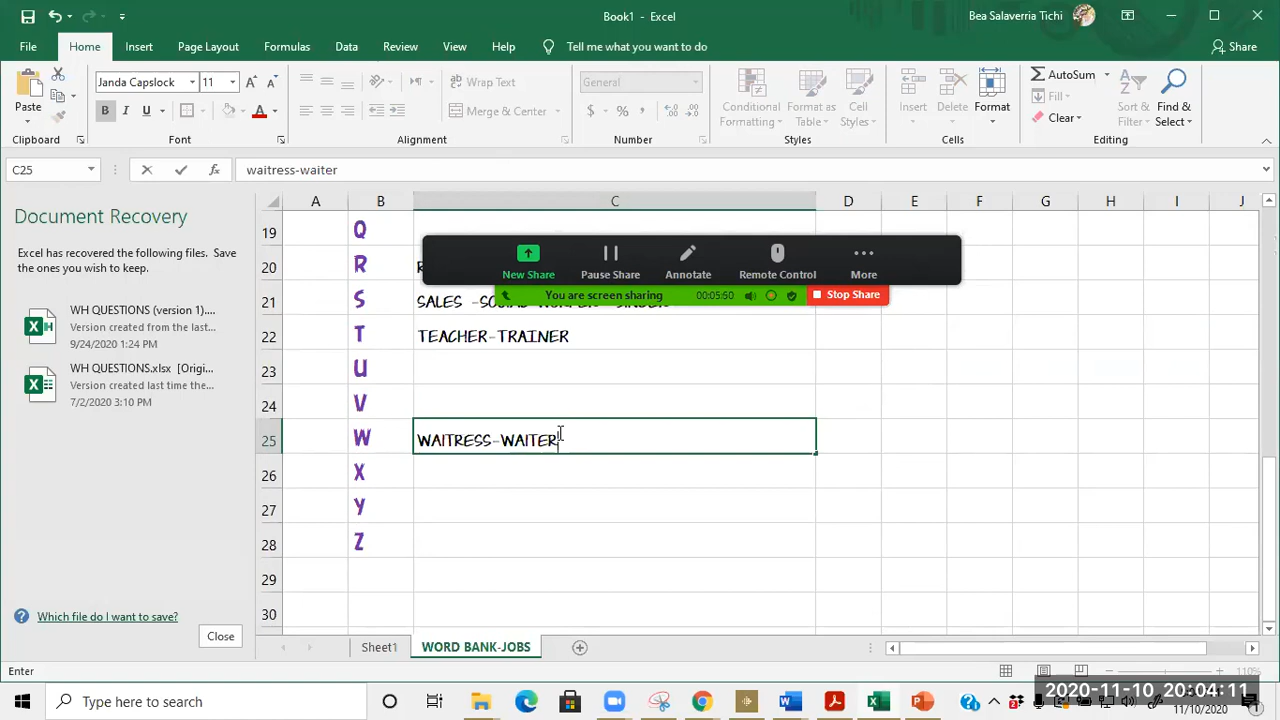 Book1 - Excel
Bea Salaverria Tichi
File Home Insert Page Layout Formulas Data Review View Help Tell me what you want to do Share
Paste
Janda Capslock 11
B I U
Wrap Text
Merge & Center
General
Conditional Formatting
Format as Table
Cell Styles
Insert Delete Format
AutoSum
Fill
Clear
Sort & Filter
Find & Select
Clipboard Font Alignment Number Styles Cells Editing
C25 waitress-waiter
Document Recovery
Excel has recovered the following files. Save
the ones you wish to keep.
WH QUESTIONS (version 1)....
Version created from the last...
9/24/2020 1:24 PM
WH QUESTIONS.xlsx [Origi...
Version created last time the...
7/2/2020 3:10 PM
Which file do I want to save?
Close
A B C D E F G H I J
19 Q
20 R
21 S SALES
22 T TEACHER-TRAINER
23 U
24 V
25 W WAITRESS-WAITER
26 X
27 Y
28 Z
29
30
New Share Pause Share Annotate Remote Control More
You are screen sharing 00:05:60 Stop Share
Sheet1 WORD BANK-JOBS
Enter
110%
Type here to search
2020-11-10 20:04:11
11/10/2020